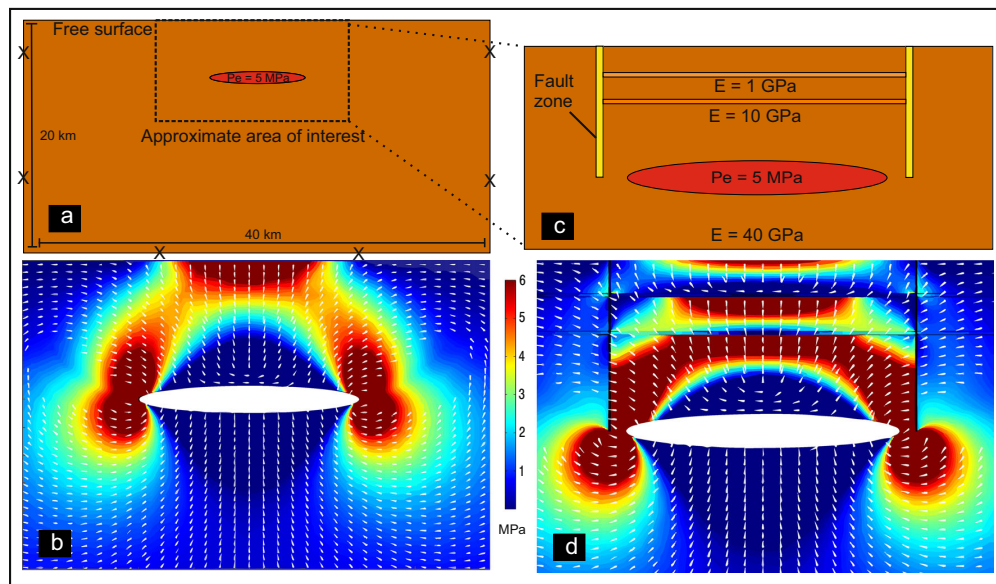 Free surface
Pe = 5 MPa
20 km
Approximate area of interest
a
40 km
X
X
X
X
X
X
Fault
zone
E = 1 GPa
E = 10 GPa
Pe = 5 MPa
c
E = 40 GPa
b
6
5
4
3
2
1
MPa
d